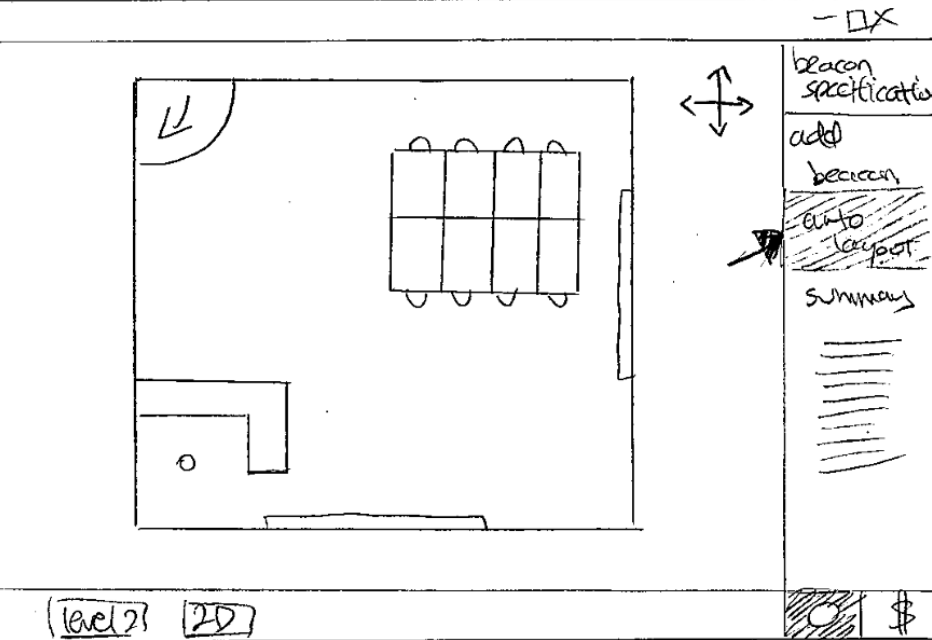 beacon
specificatio
add
beacon
auto
layout
summary
level 2
2D
$